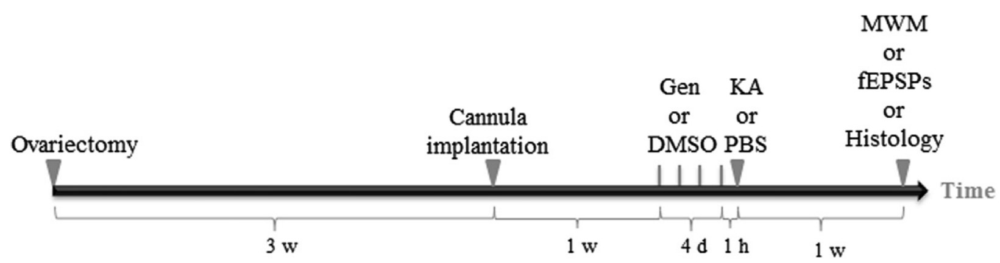 MWM
or
fEPSPs
or
Histology
Gen
or
DMSO
KA
or
PBS
Cannula
implantation
Ovariectomy
Time
3 w
1 w
4 d
1 h
1 w